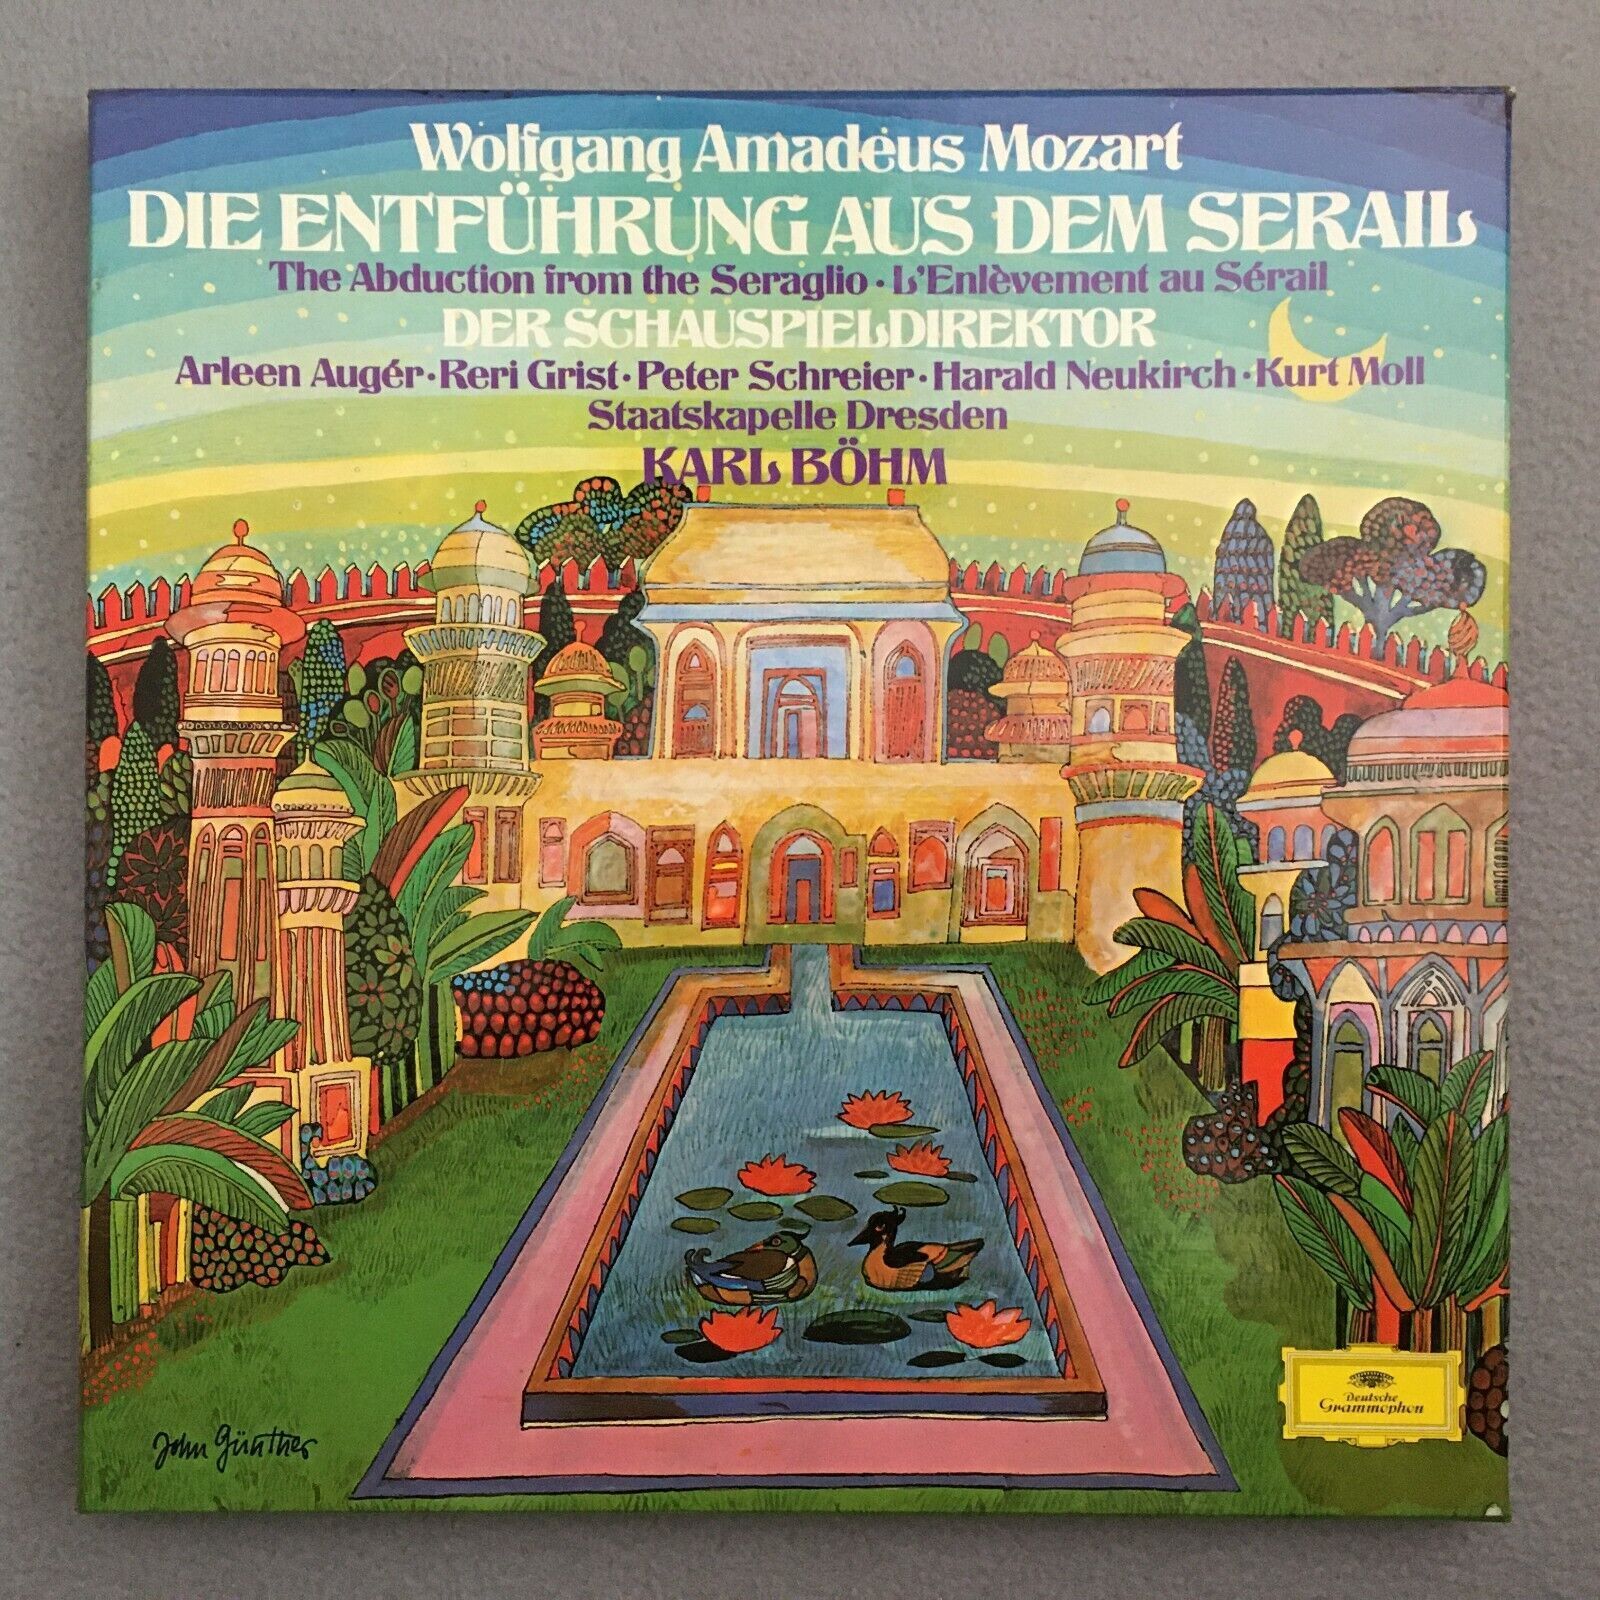 Wolfgang Amadeus Mozart
DIE ENTFÜHRUNG AUS DEM SERAIL
The Abduction from the Seraglio · L'Enlèvement au Sérail
DER SCHAUSPIELDIREKTOR
Arleen Augér · Reri Grist · Peter Schreier · Harald Neukirch · Kurt Moll
Staatskapelle Dresden
KARL BÖHM
Deutsche
Grammophon
John Günther